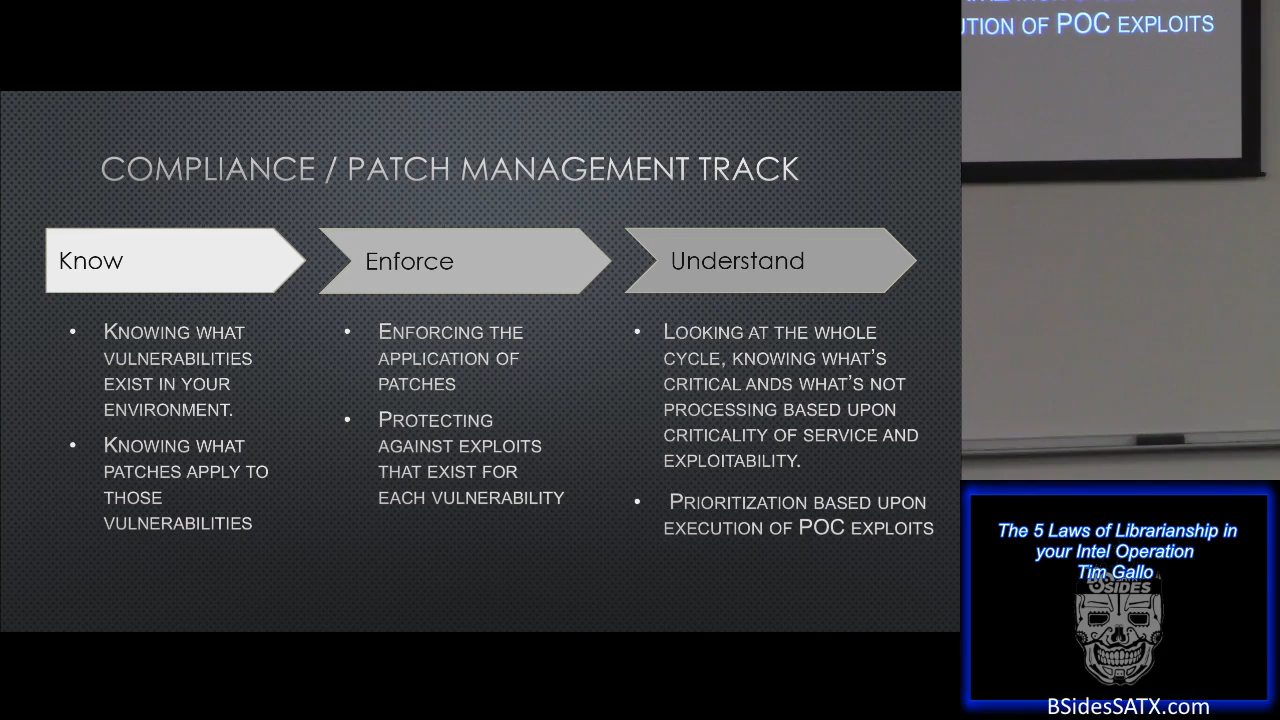 COMPLIANCE / PATCH MANAGEMENT TRACK
Know
Enforce
Understand
• KNOWING WHAT
VULNERABILITIES
EXIST IN YOUR
ENVIRONMENT.
• KNOWING WHAT
PATCHES APPLY TO
THOSE
VULNERABILITIES
• ENFORCING THE
APPLICATION OF
PATCHES
• PROTECTING
AGAINST EXPLOITS
THAT EXIST FOR
EACH VULNERABILITY
• LOOKING AT THE WHOLE
CYCLE, KNOWING WHAT'S
CRITICAL ANDS WHAT'S NOT
PROCESSING BASED UPON
CRITICALITY OF SERVICE AND
EXPLOITABILITY.
• PRIORITIZATION BASED UPON
EXECUTION OF POC EXPLOITS
UTION OF POC EXPLOITS
The 5 Laws of Librarianship in
your Intel Operation
Tim Gallo
BSIDES
BSidesSATX.com